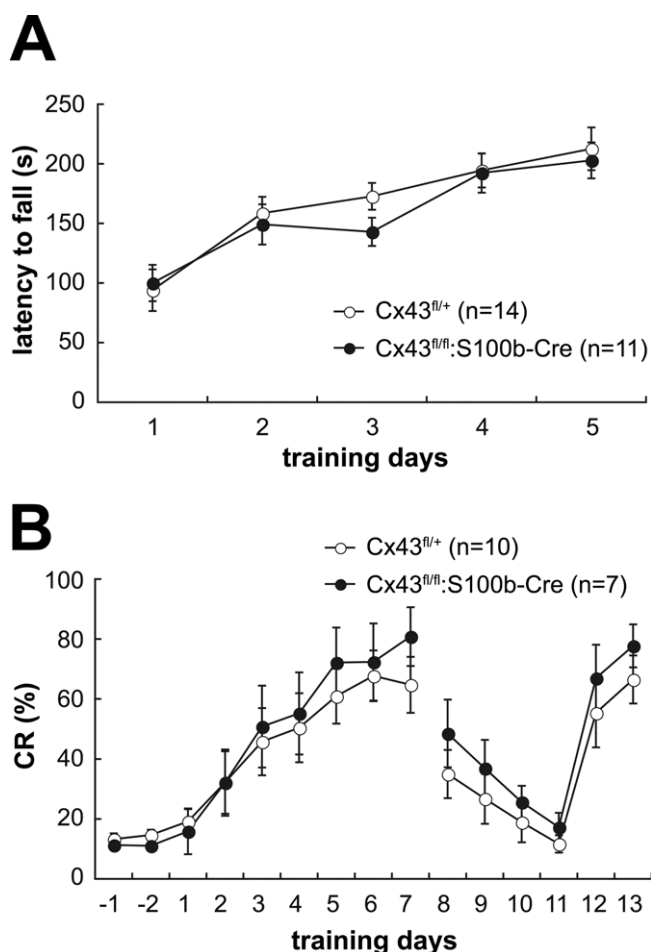 A
latency to fall (s)
250
200
150
100
50
0
Cx43fl/+ (n=14)
Cx43fl/fl:S100b-Cre (n=11)
1 2 3 4 5
training days
B
Cx43fl/+ (n=10)
Cx43fl/fl:S100b-Cre (n=7)
CR (%)
100
80
60
40
20
0
-1 -2 1 2 3 4 5 6 7 8 9 10 11 12 13
training days